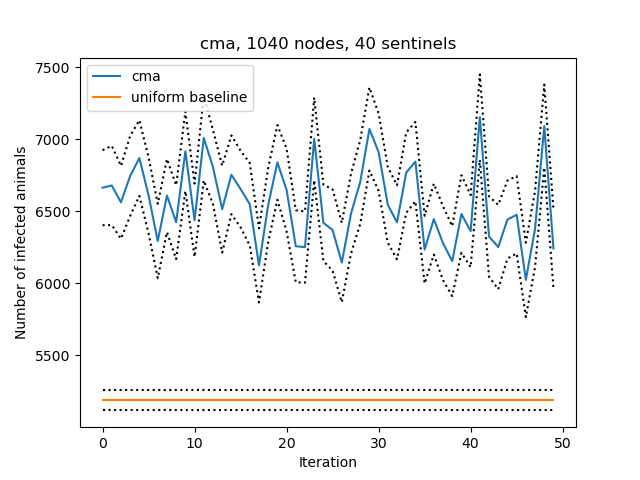 cma, 1040 nodes, 40 sentinels
cma
uniform baseline
Number of infected animals
7500
7000
6500
6000
5500
0 10 20 30 40 50
Iteration